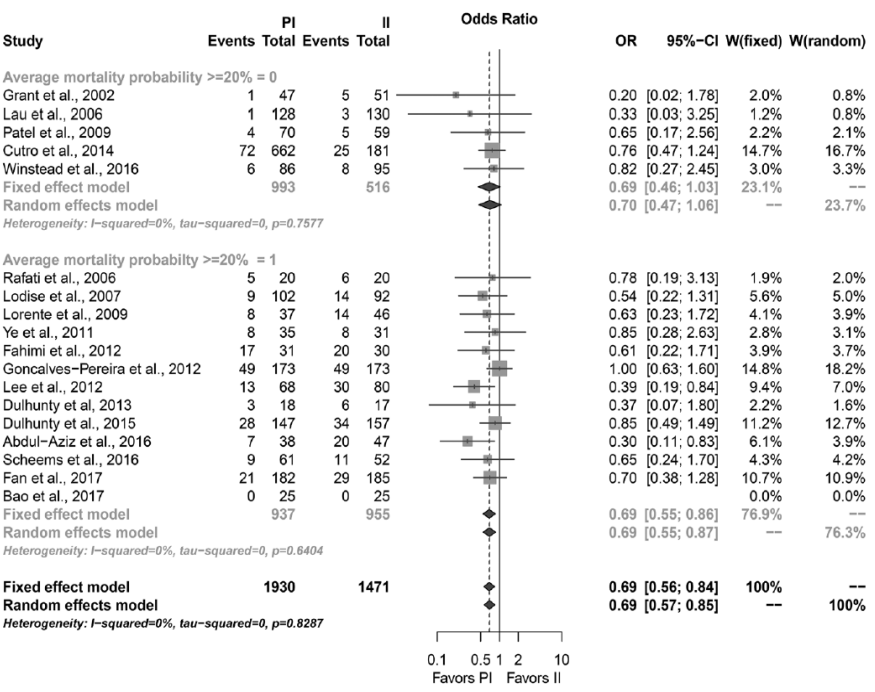 PI II Odds Ratio
Study Events Total Events Total OR 95%−CI W(fixed) W(random)
Average mortality probability >=20% = 0
Grant et al., 2002 1 47 5 51 0.20 [0.02; 1.78] 2.0% 0.8%
Lau et al., 2006 1 128 3 130 0.33 [0.03; 3.25] 1.2% 0.8%
Patel et al., 2009 4 70 5 59 0.65 [0.17; 2.56] 2.2% 2.1%
Cutro et al., 2014 72 662 25 181 0.76 [0.47; 1.24] 14.7% 16.7%
Winstead et al., 2016 6 86 8 95 0.82 [0.27; 2.45] 3.0% 3.3%
Fixed effect model 993 516 0.69 [0.46; 1.03] 23.1% −−
Random effects model 0.70 [0.47; 1.06] −− 23.7%
Heterogeneity: I−squared=0%, tau−squared=0, p=0.7577
Average mortality probabilty >=20% = 1
Rafati et al., 2006 5 20 6 20 0.78 [0.19; 3.13] 1.9% 2.0%
Lodise et al., 2007 9 102 14 92 0.54 [0.22; 1.31] 5.6% 5.0%
Lorente et al., 2009 8 37 14 46 0.63 [0.23; 1.72] 4.1% 3.9%
Ye et al., 2011 8 35 8 31 0.85 [0.28; 2.63] 2.8% 3.1%
Fahimi et al., 2012 17 31 20 30 0.61 [0.22; 1.71] 3.9% 3.7%
Goncalves−Pereira et al., 2012 49 173 49 173 1.00 [0.63; 1.60] 14.8% 18.2%
Lee et al., 2012 13 68 30 80 0.39 [0.19; 0.84] 9.4% 7.0%
Dulhunty et al, 2013 3 18 6 17 0.37 [0.07; 1.80] 2.2% 1.6%
Dulhunty et al., 2015 28 147 34 157 0.85 [0.49; 1.49] 11.2% 12.7%
Abdul−Aziz et al., 2016 7 38 20 47 0.30 [0.11; 0.83] 6.1% 3.9%
Scheems et al., 2016 9 61 11 52 0.65 [0.24; 1.70] 4.3% 4.2%
Fan et al., 2017 21 182 29 185 0.70 [0.38; 1.28] 10.7% 10.9%
Bao et al., 2017 0 25 0 25 0.0% 0.0%
Fixed effect model 937 955 0.69 [0.55; 0.86] 76.9% −−
Random effects model 0.69 [0.55; 0.87] −− 76.3%
Heterogeneity: I−squared=0%, tau−squared=0, p=0.6404
Fixed effect model 1930 1471 0.69 [0.56; 0.84] 100% −−
Random effects model 0.69 [0.57; 0.85] −− 100%
Heterogeneity: I−squared=0%, tau−squared=0, p=0.8287
0.1 0.5 1 2 10
Favors PI Favors II